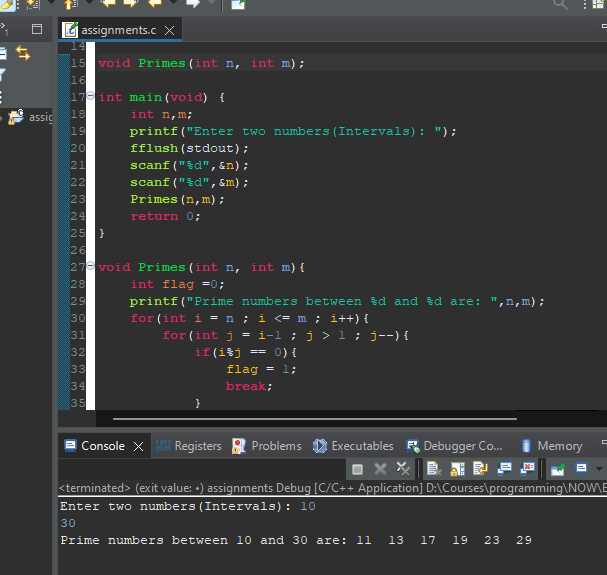 assignments.c
14
15 void Primes(int n, int m);
16
17 int main(void) {
18 int n,m;
19 printf("Enter two numbers(Intervals): ");
20 fflush(stdout);
21 scanf("%d",&n);
22 scanf("%d",&m);
23 Primes(n,m);
24 return 0;
25 }
26
27 void Primes(int n, int m){
28 int flag =0;
29 printf("Prime numbers between %d and %d are: ",n,m);
30 for(int i = n ; i <= m ; i++){
31 for(int j = i-1 ; j > 1 ; j--){
32 if(i%j == 0){
33 flag = 1;
34 break;
35 }
assig
Console Registers Problems Executables Debugger Co... Memory
<terminated> (exit value: •) assignments Debug [C/C++ Application] D:\Courses\programming\NOW\E
Enter two numbers(Intervals): 10
30
Prime numbers between 10 and 30 are: 11 13 17 19 23 29